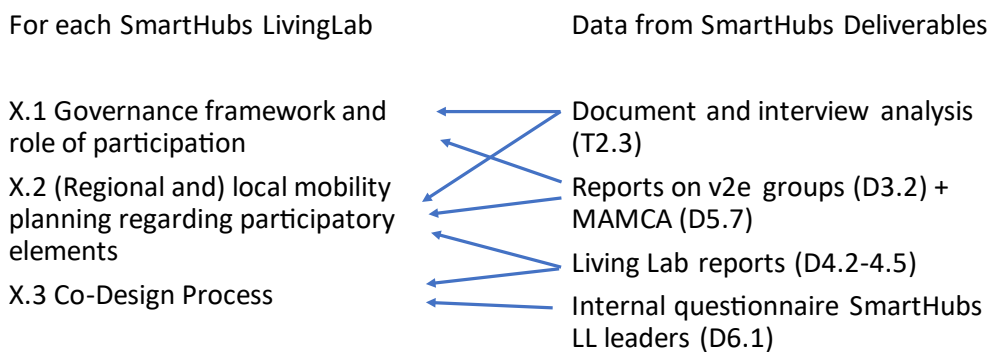 For each SmartHubs LivingLab
X.1 Governance framework and
role of participation
X.2 (Regional and) local mobility
planning regarding participatory
elements
X.3 Co-Design Process
Data from SmartHubs Deliverables
Document and interview analysis
(T2.3)
Reports on v2e groups (D3.2) +
MAMCA (D5.7)
Living Lab reports (D4.2-4.5)
Internal questionnaire SmartHubs
LL leaders (D6.1)